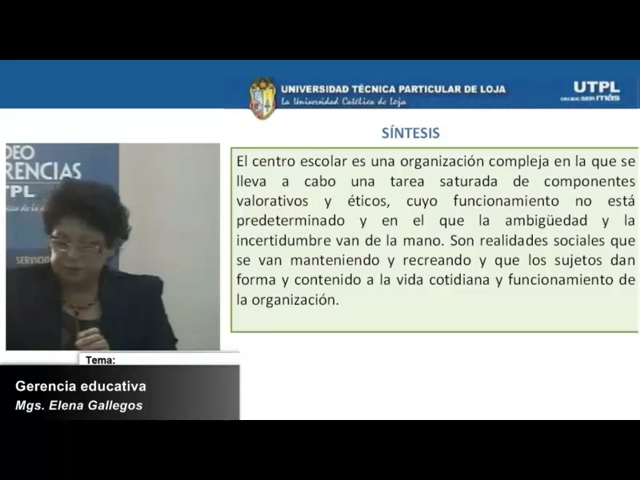 UNIVERSIDAD TÉCNICA PARTICULAR DE LOJA
La Universidad Católica de Loja
UTPL
SÍNTESIS
El centro escolar es una organización compleja en la que se
lleva a cabo una tarea saturada de componentes
valorativos y éticos, cuyo funcionamiento no está
predeterminado y en el que la ambigüedad y la
incertidumbre van de la mano. Son realidades sociales que
se van manteniendo y recreando y que los sujetos dan
forma y contenido a la vida cotidiana y funcionamiento de
la organización.
DEO
RENCIAS
TPL
SERVICIO
Tema:
Gerencia educativa
Mgs. Elena Gallegos